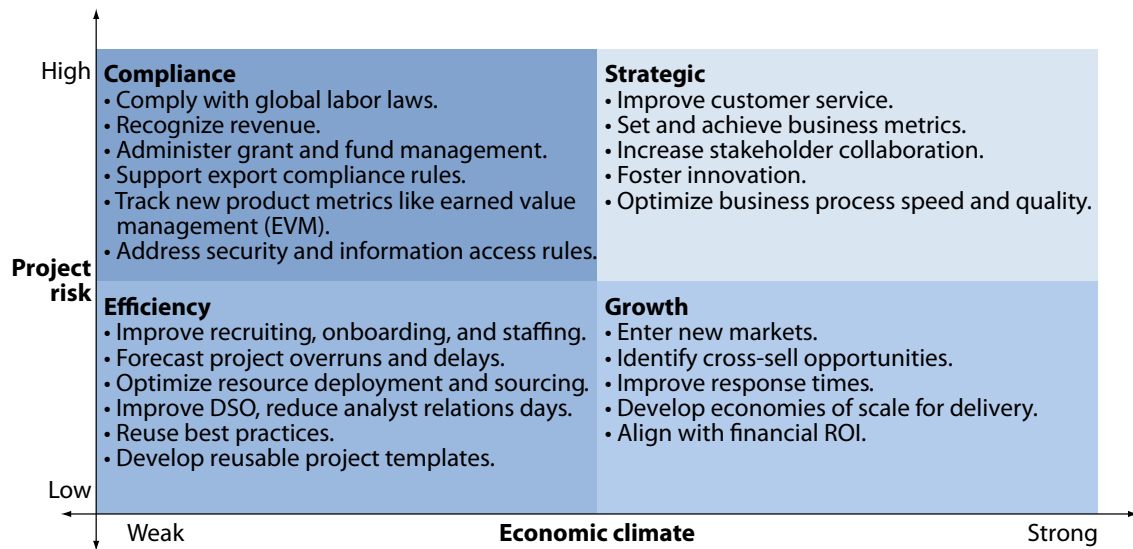 High
Compliance
• Comply with global labor laws.
• Recognize revenue.
• Administer grant and fund management.
• Support export compliance rules.
• Track new product metrics like earned value
management (EVM).
• Address security and information access rules.
Strategic
• Improve customer service.
• Set and achieve business metrics.
• Increase stakeholder collaboration.
• Foster innovation.
• Optimize business process speed and quality.
Project
risk
Efficiency
• Improve recruiting, onboarding, and staffing.
• Forecast project overruns and delays.
• Optimize resource deployment and sourcing.
• Improve DSO, reduce analyst relations days.
• Reuse best practices.
• Develop reusable project templates.
Growth
• Enter new markets.
• Identify cross-sell opportunities.
• Improve response times.
• Develop economies of scale for delivery.
• Align with financial ROI.
Low
Weak
Economic climate
Strong